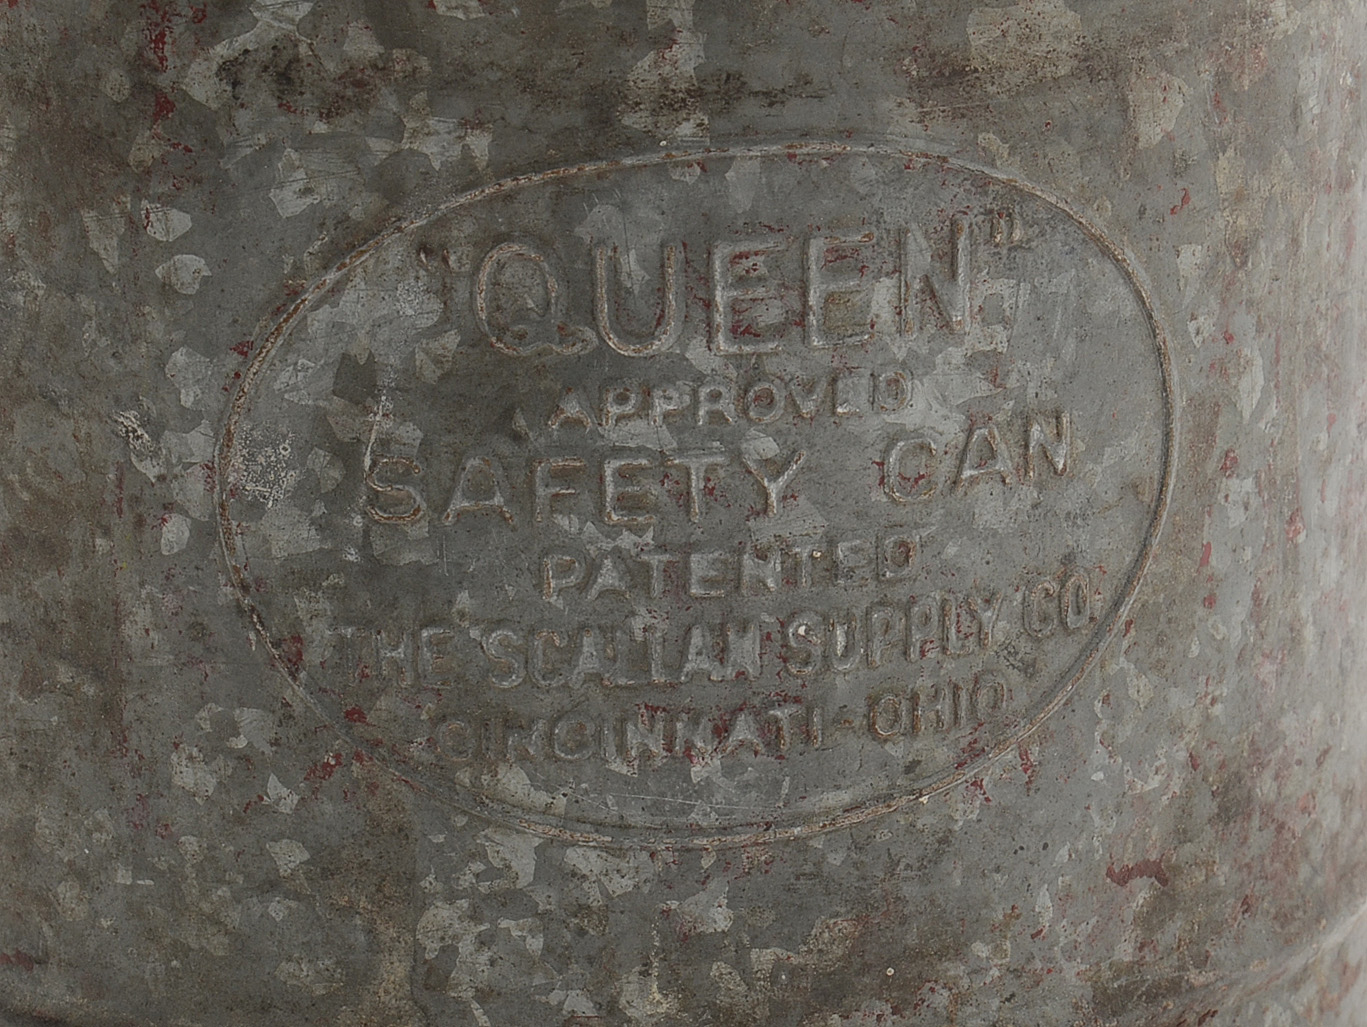 "QUEEN"
APPROVED
SAFETY CAN
PATENTED
THE SCALLAN SUPPLY CO.
CINCINNATI-OHIO